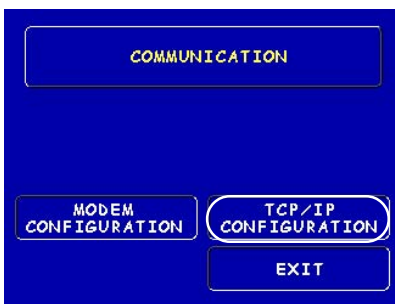 COMMUNICATION
MODEM
CONFIGURATION
TCP/IP
CONFIGURATION
EXIT